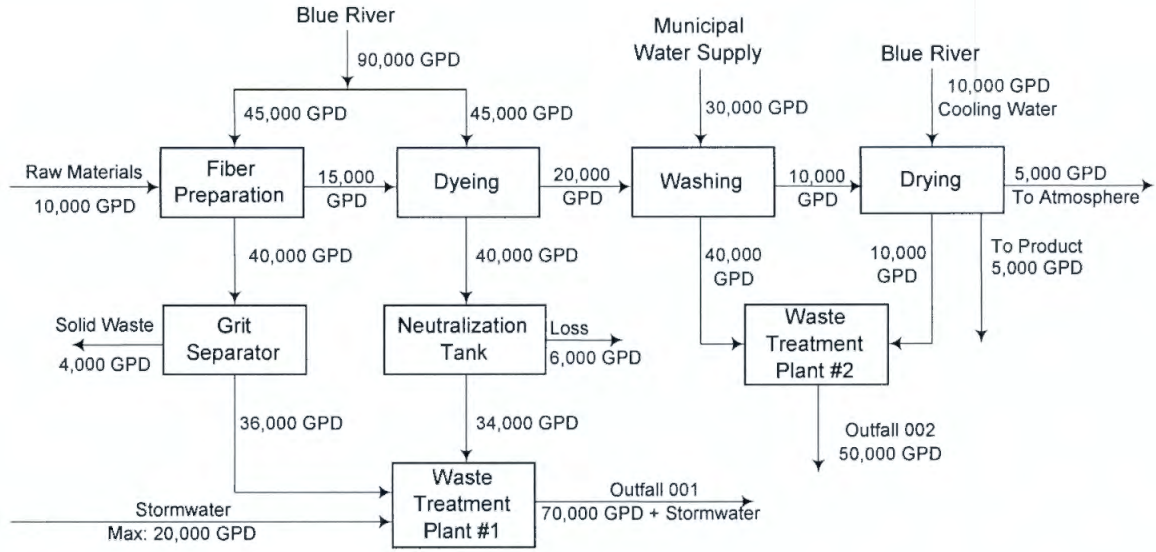 Blue River
90,000 GPD
45,000 GPD
45,000 GPD
Municipal
Water Supply
30,000 GPD
Blue River
10,000 GPD
Cooling Water
Raw Materials
10,000 GPD
Fiber
Preparation
15,000
GPD
Dyeing
20,000
GPD
Washing
10,000
GPD
Drying
5,000 GPD
To Atmosphere
40,000 GPD
40,000 GPD
40,000
GPD
10,000
GPD
To Product
5,000 GPD
Solid Waste
4,000 GPD
Grit
Separator
Neutralization
Tank
Loss
6,000 GPD
Waste
Treatment
Plant #2
36,000 GPD
34,000 GPD
Outfall 002
50,000 GPD
Stormwater
Max: 20,000 GPD
Waste
Treatment
Plant #1
Outfall 001
70,000 GPD + Stormwater